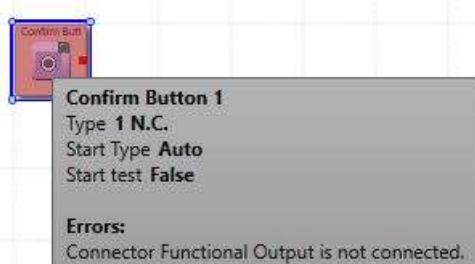 Confirm Butt
Confirm Button 1
Type 1 N.C.
Start Type Auto
Start test False
Errors:
Connector Functional Output is not connected.